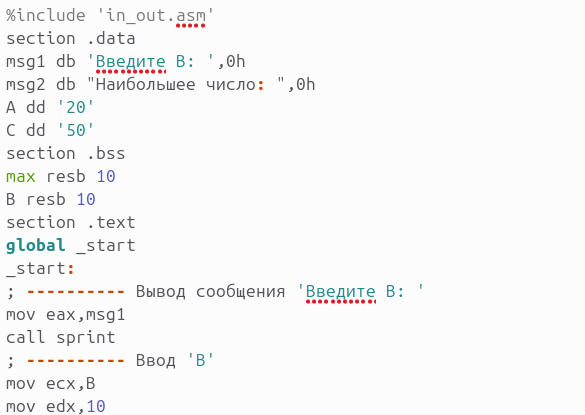 %include 'in_out.asm'
section .data
msg1 db 'Введите B: ',0h
msg2 db "Наибольшее число: ",0h
A dd '20'
C dd '50'
section .bss
max resb 10
B resb 10
section .text
global _start
_start:
; ---------- Вывод сообщения 'Введите B: '
mov eax,msg1
call sprint
; ---------- Ввод 'B'
mov ecx,B
mov edx,10